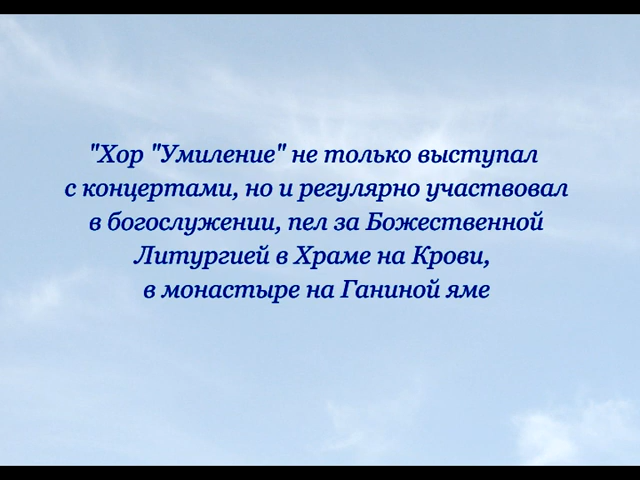 "Хор "Умиление" не только выступал
с концертами, но и регулярно участвовал
в богослужении, пел за Божественной
Литургией в Храме на Крови,
в монастыре на Ганиной яме